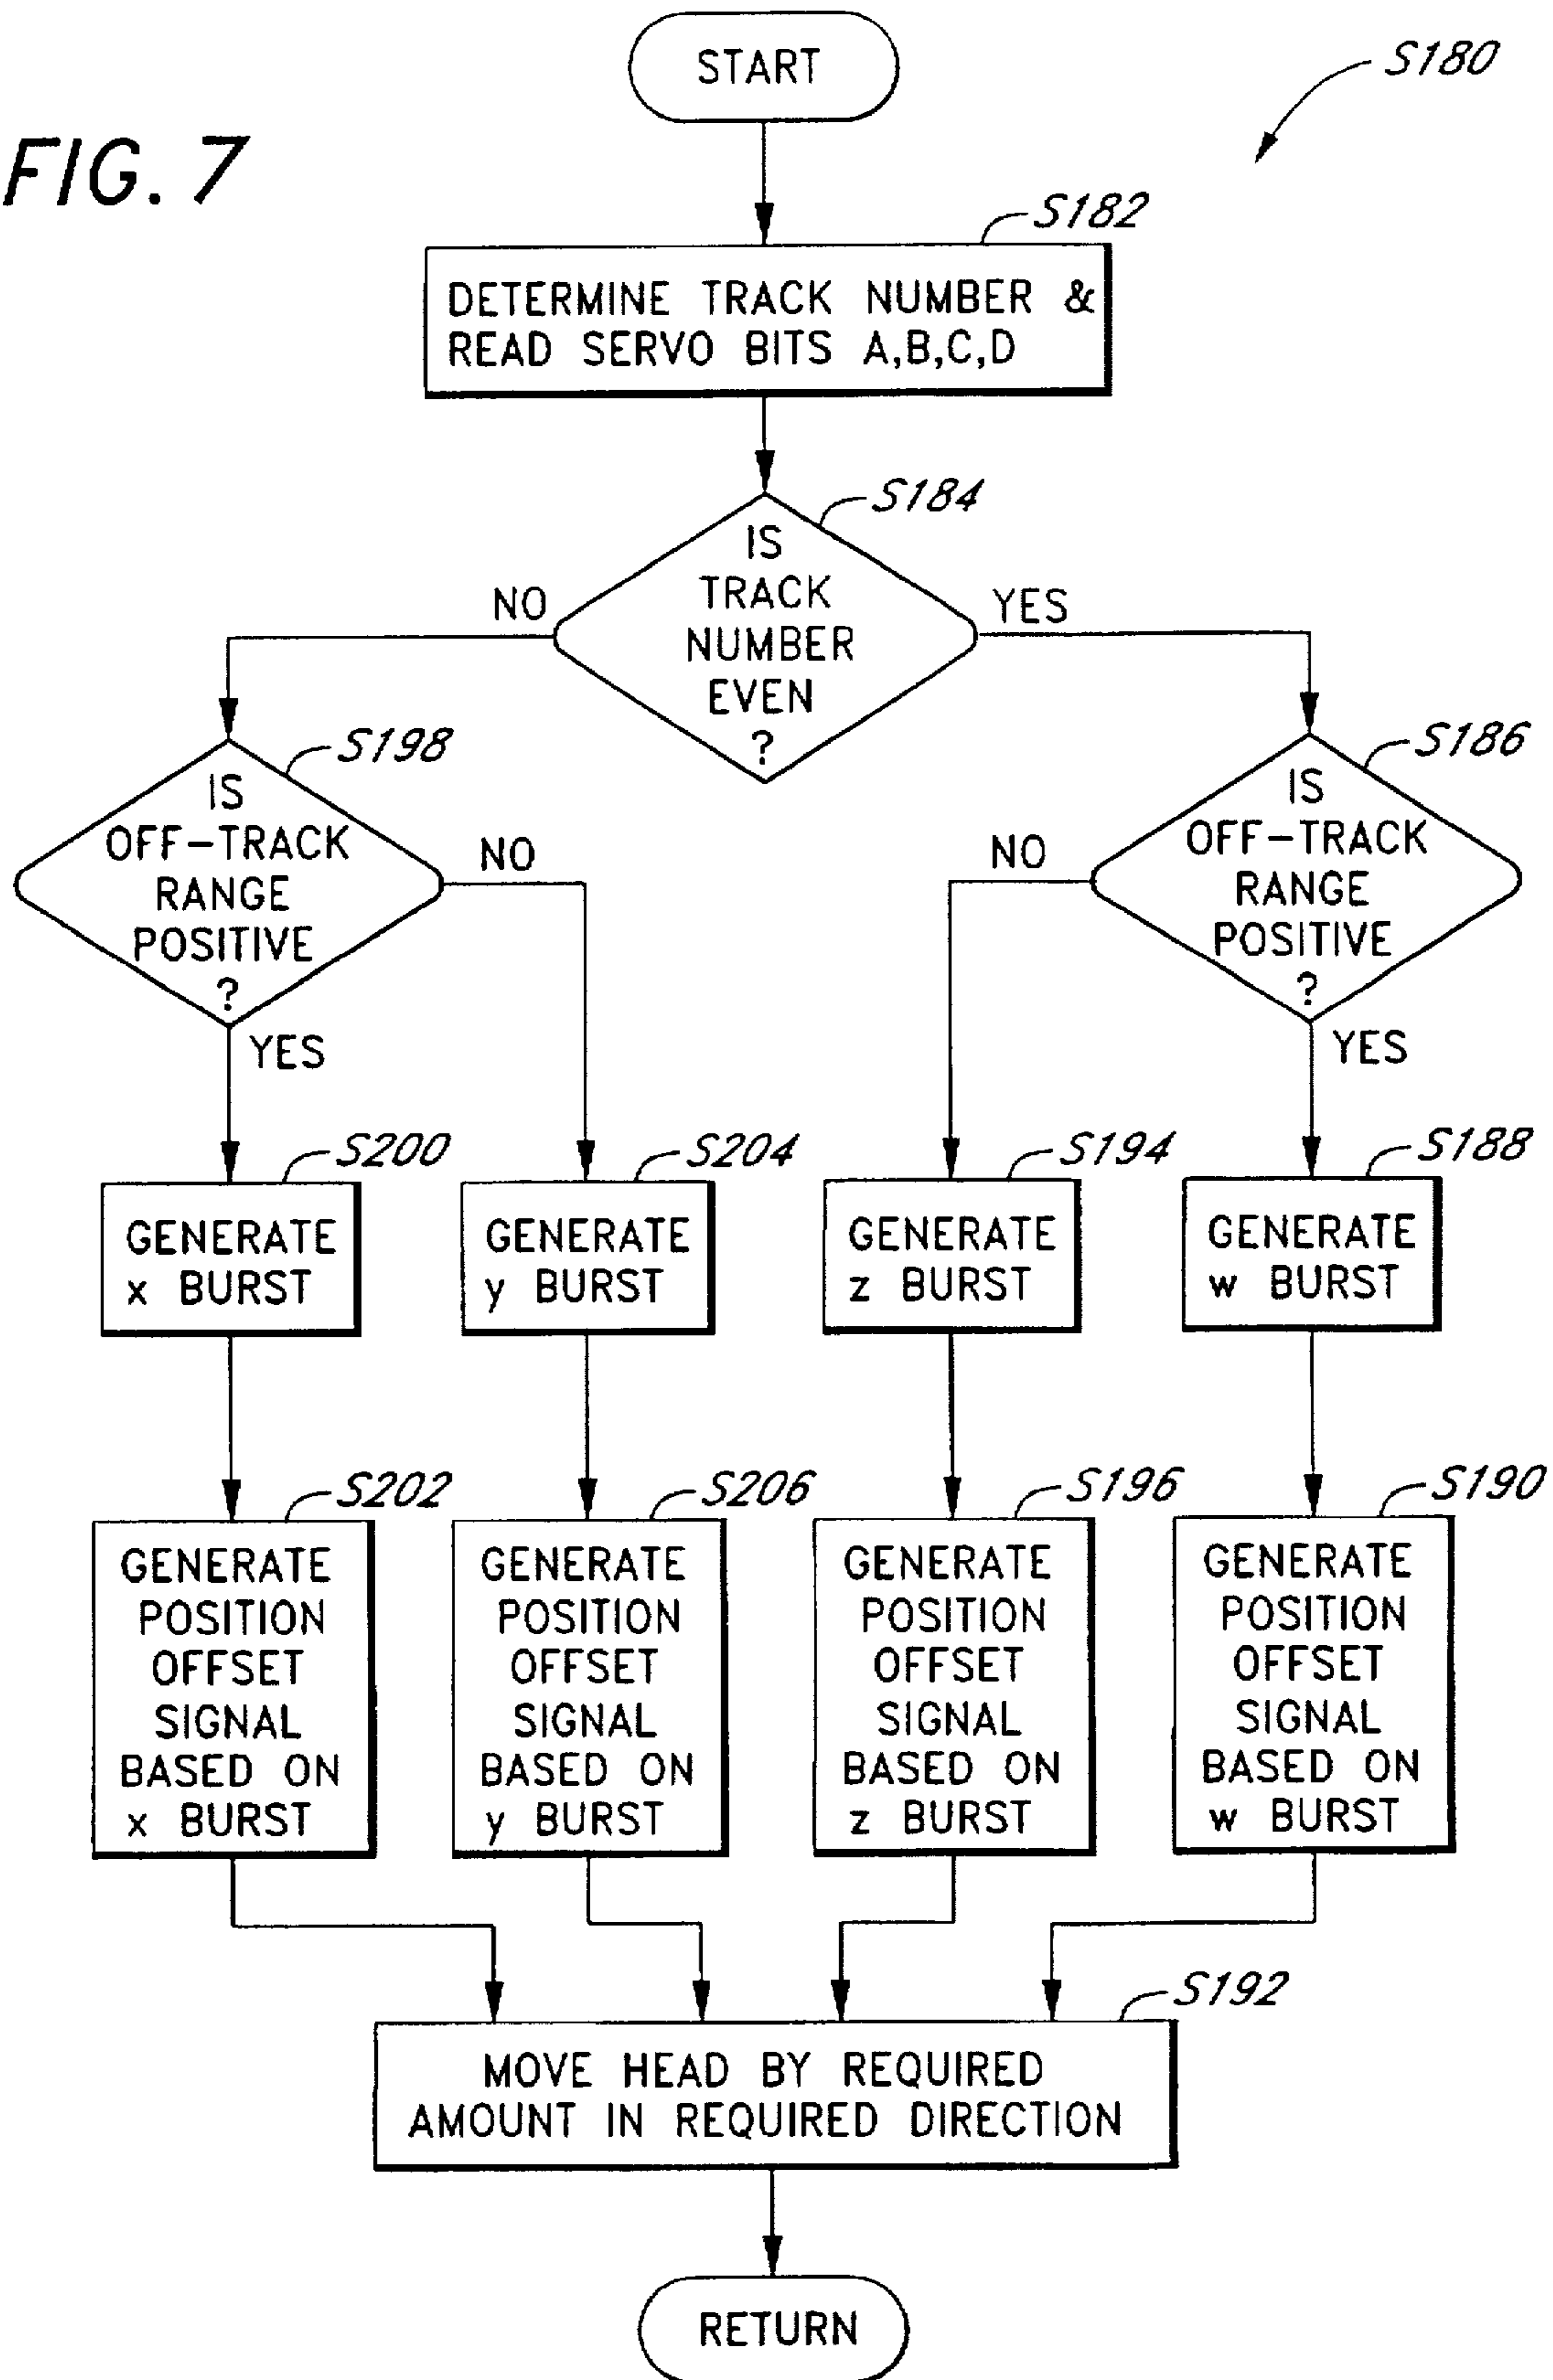 START
S180
FIG. 7
S182
DETERMINE TRACK NUMBER &
READ SERVO BITS A,B,C,D
S184
IS
TRACK
NUMBER
EVEN
?
NO
YES
S198
IS
OFF-TRACK
RANGE
POSITIVE
?
NO
YES
S186
IS
OFF-TRACK
RANGE
POSITIVE
?
NO
YES
S200
GENERATE
x BURST
S204
GENERATE
y BURST
S194
GENERATE
z BURST
S188
GENERATE
w BURST
S202
GENERATE
POSITION
OFFSET
SIGNAL
BASED ON
x BURST
S206
GENERATE
POSITION
OFFSET
SIGNAL
BASED ON
y BURST
S196
GENERATE
POSITION
OFFSET
SIGNAL
BASED ON
z BURST
S190
GENERATE
POSITION
OFFSET
SIGNAL
BASED ON
w BURST
S192
MOVE HEAD BY REQUIRED
AMOUNT IN REQUIRED DIRECTION
RETURN